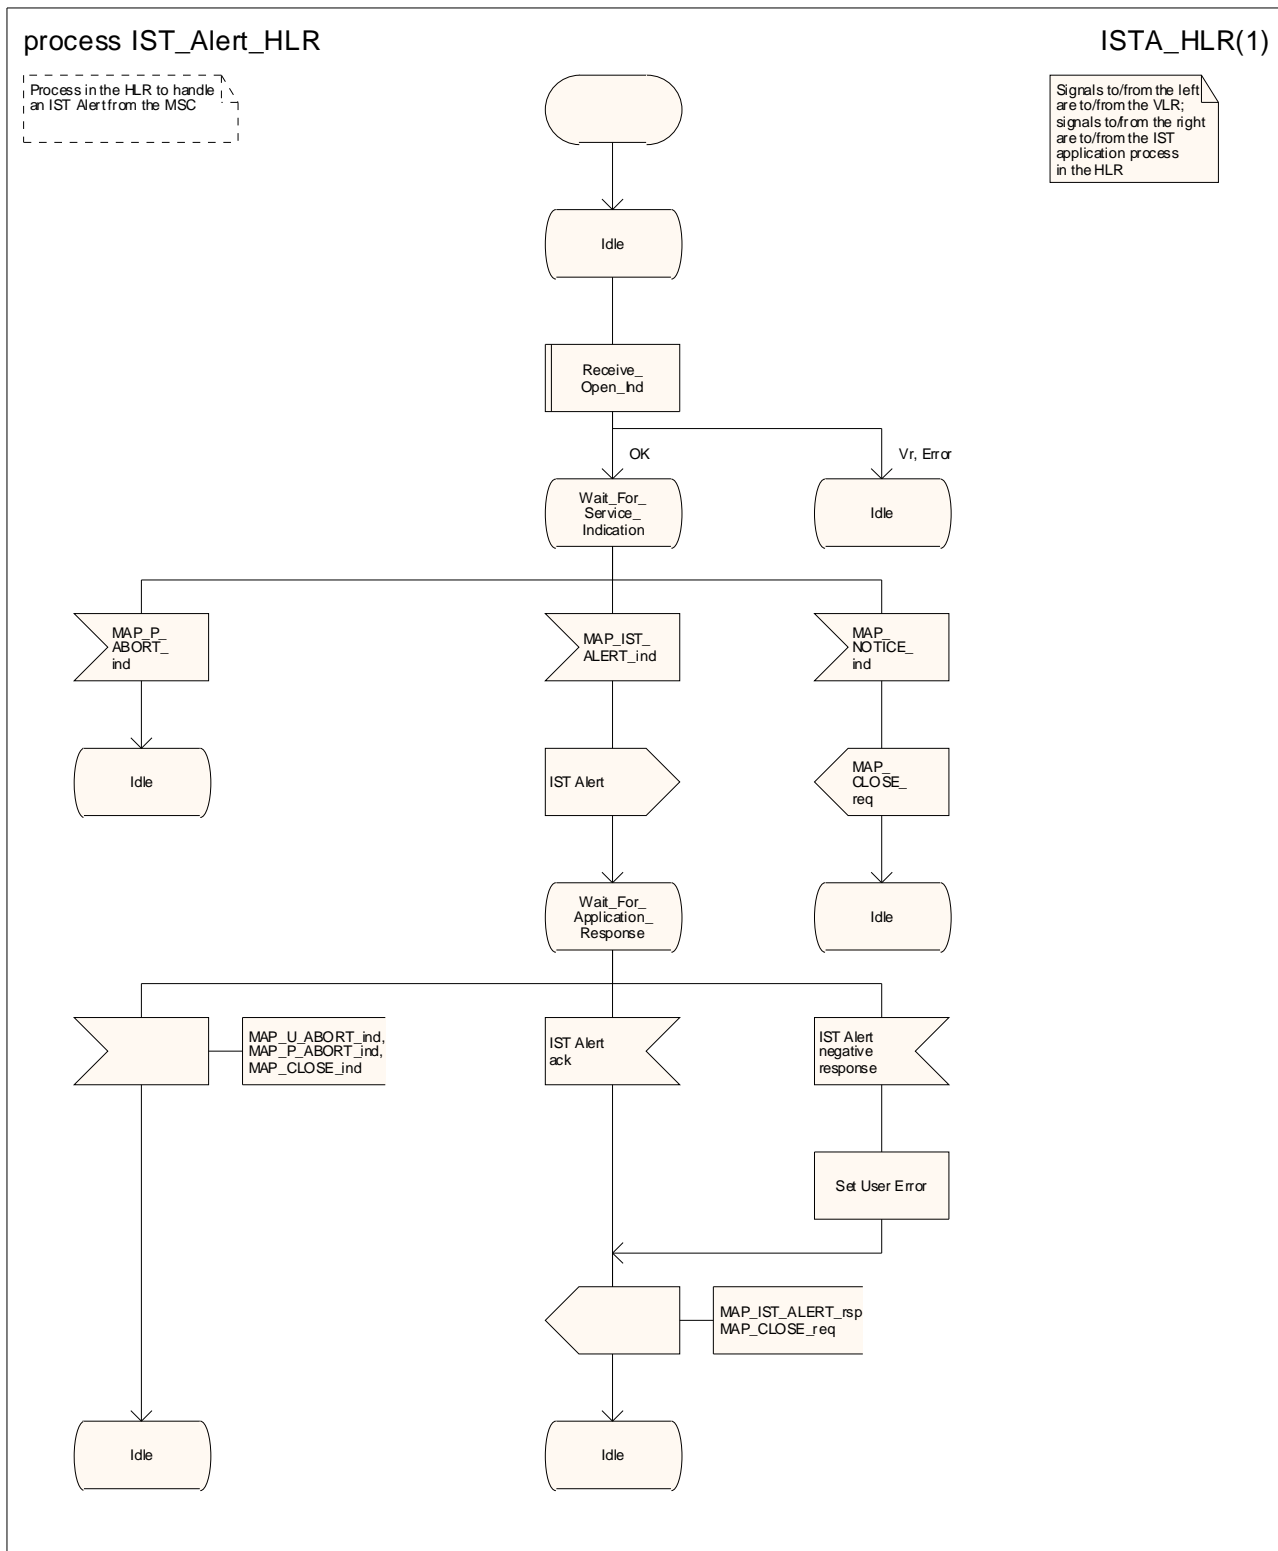 process IST_Alert_HLR
ISTA_HLR(1)
Process in the HLR to handle
an IST Alert from the MSC
Signals to/from the left
are to/from the VLR;
signals to/from the right
are to/from the IST
application process
in the HLR
Idle
Receive_
Open_Ind
OK
Vr, Error
Wait_For_
Service_
Indication
Idle
MAP_P_
ABORT_
ind
MAP_IST_
ALERT_ind
MAP_
NOTICE_
ind
Idle
IST Alert
MAP_
CLOSE_
req
Wait_For_
Application_
Response
Idle
MAP_U_ABORT_ind,
MAP_P_ABORT_ind,
MAP_CLOSE_ind
IST Alert
ack
IST Alert
negative
response
Set User Error
MAP_IST_ALERT_rsp
MAP_CLOSE_req
Idle
Idle